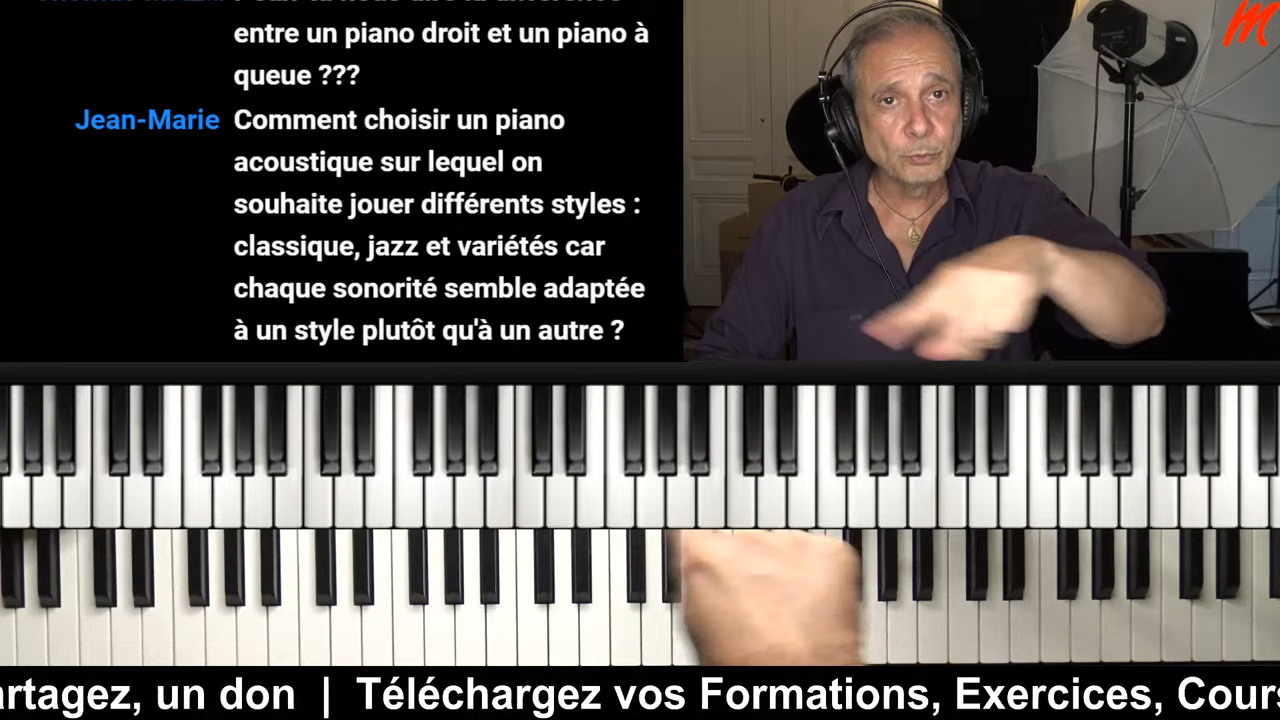 entre un piano droit et un piano à
queue ???
Jean-Marie Comment choisir un piano
acoustique sur lequel on
souhaite jouer différents styles :
classique, jazz et variétés car
chaque sonorité semble adaptée
à un style plutôt qu'à un autre ?
artagez, un don | Téléchargez vos Formations, Exercices, Cours